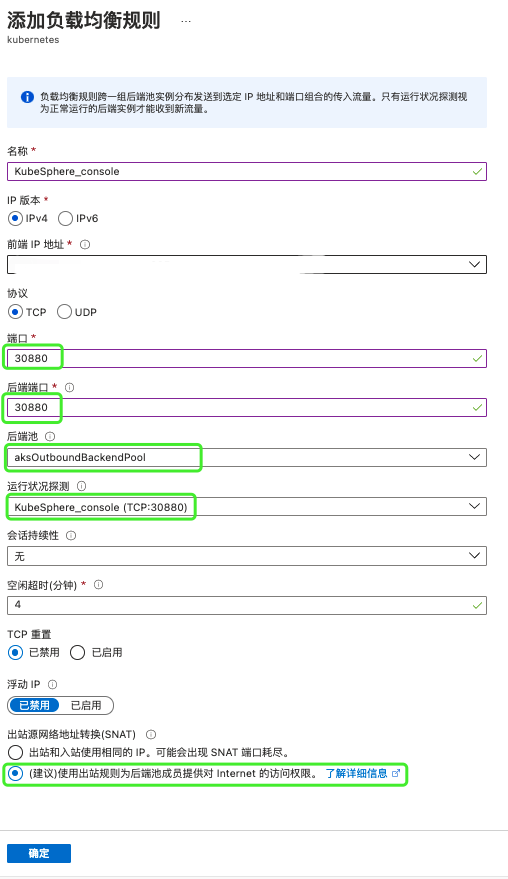 添加负载均衡规则 ...
kubernetes
负载均衡规则跨一组后端池实例分布发送到选定 IP 地址和端口组合的传入流量。只有运行状况探测视
为正常运行的后端实例才能收到新流量。
名称 *
KubeSphere_console
IP 版本 *
IPv4 IPv6
前端 IP 地址 *
协议
TCP UDP
端口 *
30880
后端端口 *
30880
后端池
aksOutboundBackendPool
运行状况探测
KubeSphere_console (TCP:30880)
会话持续性
无
空闲超时(分钟) *
4
TCP 重置
已禁用 已启用
浮动 IP
已禁用 已启用
出站源网络地址转换(SNAT)
出站和入站使用相同的 IP。可能会出现 SNAT 端口耗尽。
(建议)使用出站规则为后端池成员提供对 Internet 的访问权限。 了解详细信息
确定